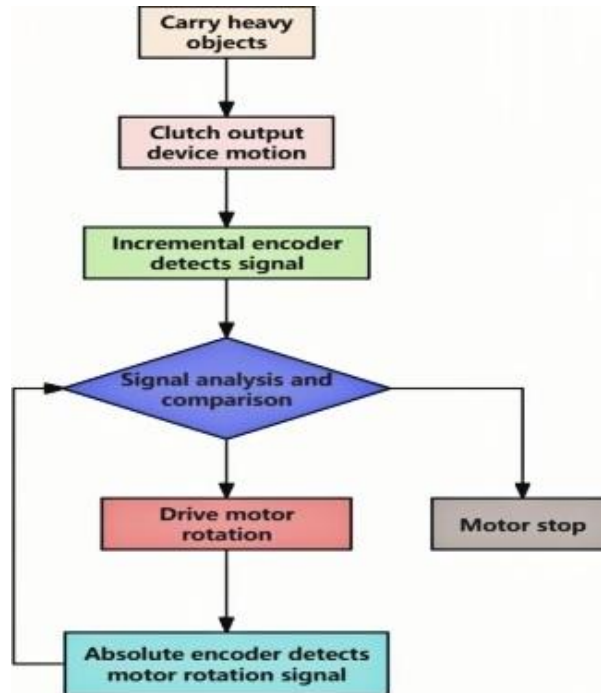 Carry heavy
objects
Clutch output
device motion
Incremental encoder
detects signal
Signal analysis and
comparison
Drive motor
rotation
Motor stop
Absolute encoder detects
motor rotation signal